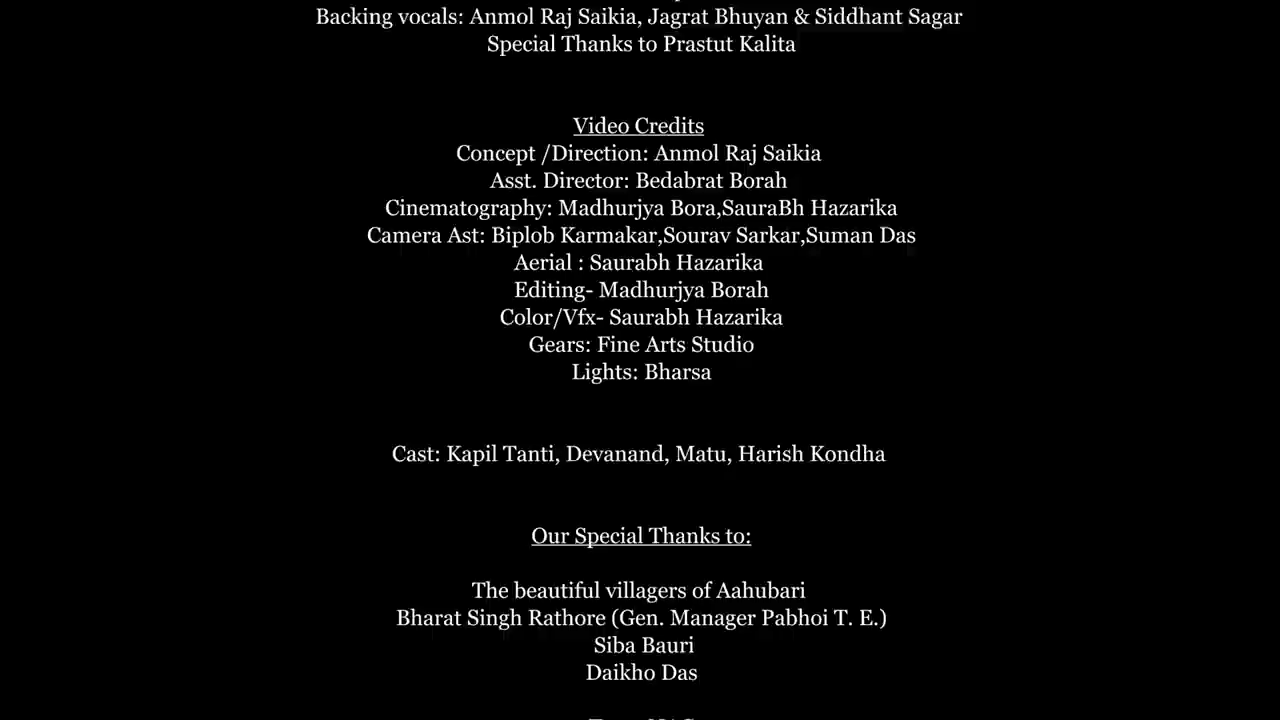 Backing vocals: Anmol Raj Saikia, Jagrat Bhuyan & Siddhant Sagar
Special Thanks to Prastut Kalita
Video Credits
Concept /Direction: Anmol Raj Saikia
Asst. Director: Bedabrat Borah
Cinematography: Madhurjya Bora,SauraBh Hazarika
Camera Ast: Biplob Karmakar,Sourav Sarkar,Suman Das
Aerial : Saurabh Hazarika
Editing- Madhurjya Borah
Color/Vfx- Saurabh Hazarika
Gears: Fine Arts Studio
Lights: Bharsa
Cast: Kapil Tanti, Devanand, Matu, Harish Kondha
Our Special Thanks to:
The beautiful villagers of Aahubari
Bharat Singh Rathore (Gen. Manager Pabhoi T. E.)
Siba Bauri
Daikho Das